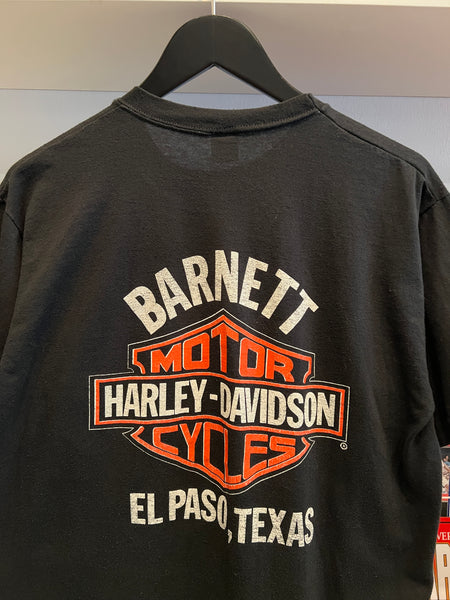 BARNETT
MOTOR
HARLEY-DAVIDSON
CYCLES
®
EL PASO, TEXAS